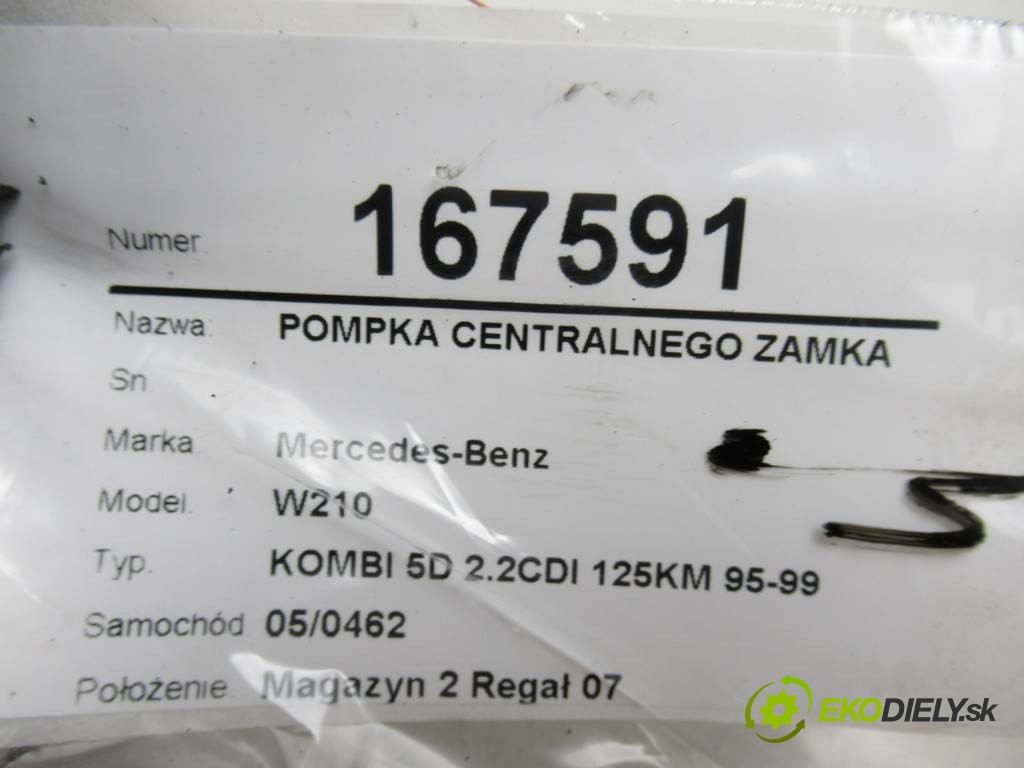 Numer. 167591
Nazwa: POMPKA CENTRALNEGO ZAMKA
Sn
Marka: Mercedes-Benz
Model. W210
Typ. KOMBI 5D 2.2CDI 125KM 95-99
Samochód 05/0462
Położenie. Magazyn 2 Regał 07
EKODIELY.sk